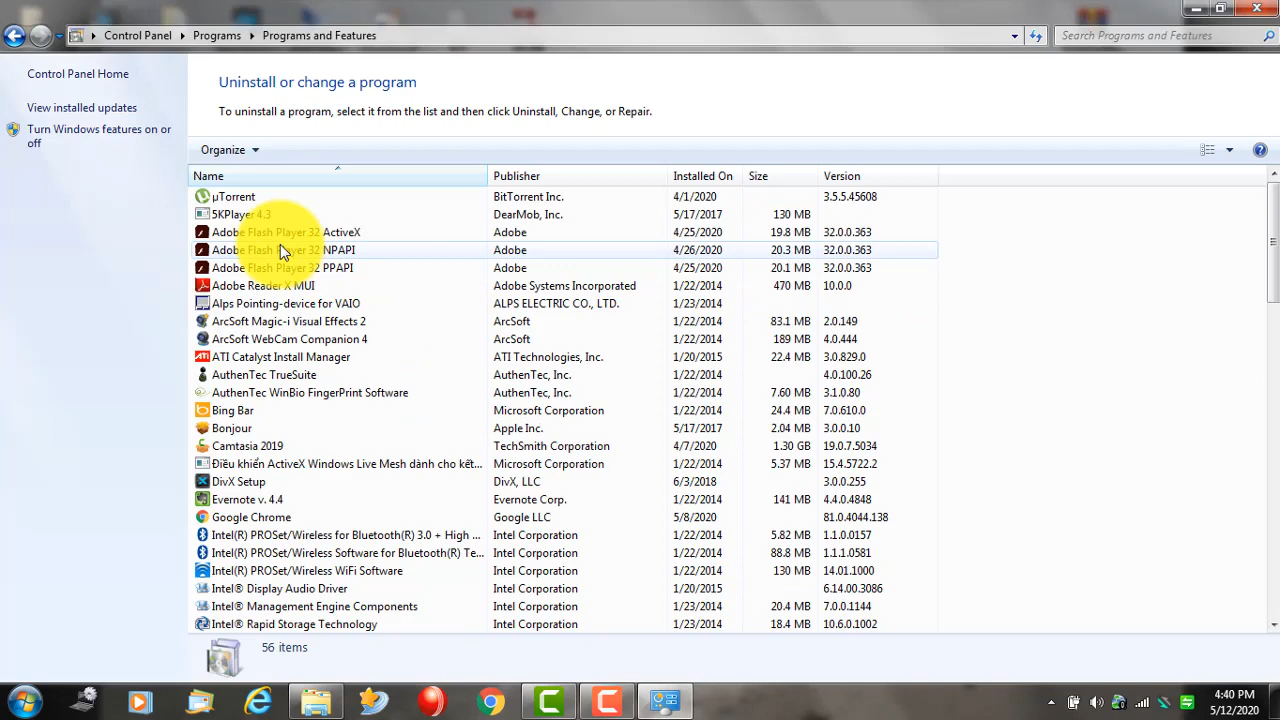 Control Panel Programs Programs and Features Search Programs and Features
Control Panel Home
View installed updates
Turn Windows features on or
off
Uninstall or change a program
To uninstall a program, select it from the list and then click Uninstall, Change, or Repair.
Organize
Name Publisher Installed On Size Version
µTorrent BitTorrent Inc. 4/1/2020 3.5.5.45608
5KPlayer 4.3 DearMob, Inc. 5/17/2017 130 MB
Adobe Flash Player 32 ActiveX Adobe 4/25/2020 19.8 MB 32.0.0.363
Adobe Flash Player 32 NPAPI Adobe 4/26/2020 20.3 MB 32.0.0.363
Adobe Flash Player 32 PPAPI Adobe 4/25/2020 20.1 MB 32.0.0.363
Adobe Reader X MUI Adobe Systems Incorporated 1/22/2014 470 MB 10.0.0
Alps Pointing-device for VAIO ALPS ELECTRIC CO., LTD. 1/23/2014
ArcSoft Magic-i Visual Effects 2 ArcSoft 1/22/2014 83.1 MB 2.0.149
ArcSoft WebCam Companion 4 ArcSoft 1/22/2014 189 MB 4.0.444
ATI Catalyst Install Manager ATI Technologies, Inc. 1/20/2015 22.4 MB 3.0.829.0
AuthenTec TrueSuite AuthenTec, Inc. 1/22/2014 4.0.100.26
AuthenTec WinBio FingerPrint Software AuthenTec, Inc. 1/22/2014 7.60 MB 3.1.0.80
Bing Bar Microsoft Corporation 1/22/2014 24.4 MB 7.0.610.0
Bonjour Apple Inc. 5/17/2017 2.04 MB 3.0.0.10
Camtasia 2019 TechSmith Corporation 4/7/2020 1.30 GB 19.0.7.5034
Điều khiển ActiveX Windows Live Mesh dành cho kết... Microsoft Corporation 1/22/2014 5.37 MB 15.4.5722.2
DivX Setup DivX, LLC 6/3/2018 3.0.0.255
Evernote v. 4.4 Evernote Corp. 1/22/2014 141 MB 4.4.0.4848
Google Chrome Google LLC 5/8/2020 81.0.4044.138
Intel(R) PROSet/Wireless for Bluetooth(R) 3.0 + High ... Intel Corporation 1/22/2014 5.82 MB 1.1.0.0157
Intel(R) PROSet/Wireless Software for Bluetooth(R) Te... Intel Corporation 1/22/2014 88.8 MB 1.1.1.0581
Intel(R) PROSet/Wireless WiFi Software Intel Corporation 1/22/2014 130 MB 14.01.1000
Intel® Display Audio Driver Intel Corporation 1/20/2015 6.14.00.3086
Intel® Management Engine Components Intel Corporation 1/23/2014 20.4 MB 7.0.0.1144
Intel® Rapid Storage Technology Intel Corporation 1/23/2014 18.4 MB 10.6.0.1002
56 items
4:40 PM
5/12/2020